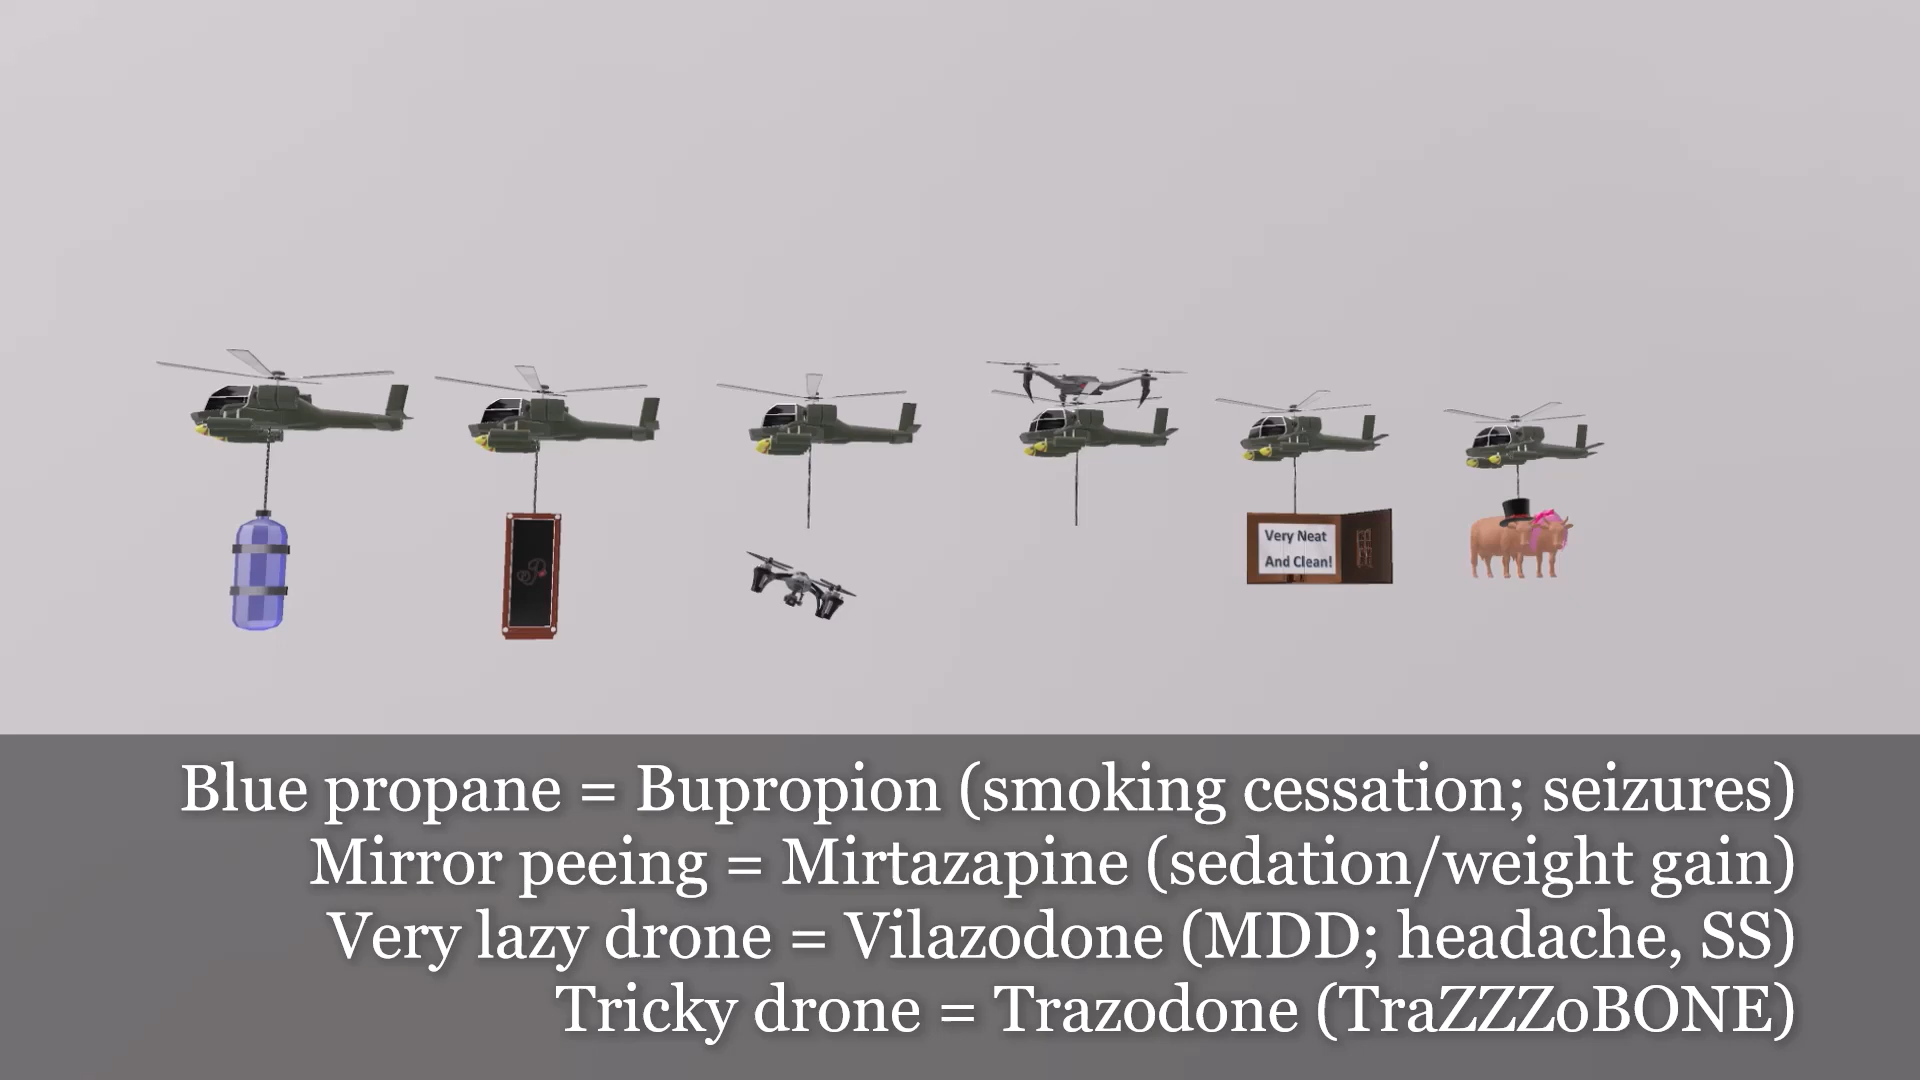 Very Neat
And Clean!
Blue propane = Bupropion (smoking cessation; seizures)
Mirror peeing = Mirtazapine (sedation/weight gain)
Very lazy drone = Vilazodone (MDD; headache, SS)
Tricky drone = Trazodone (TraZZZoBONE)